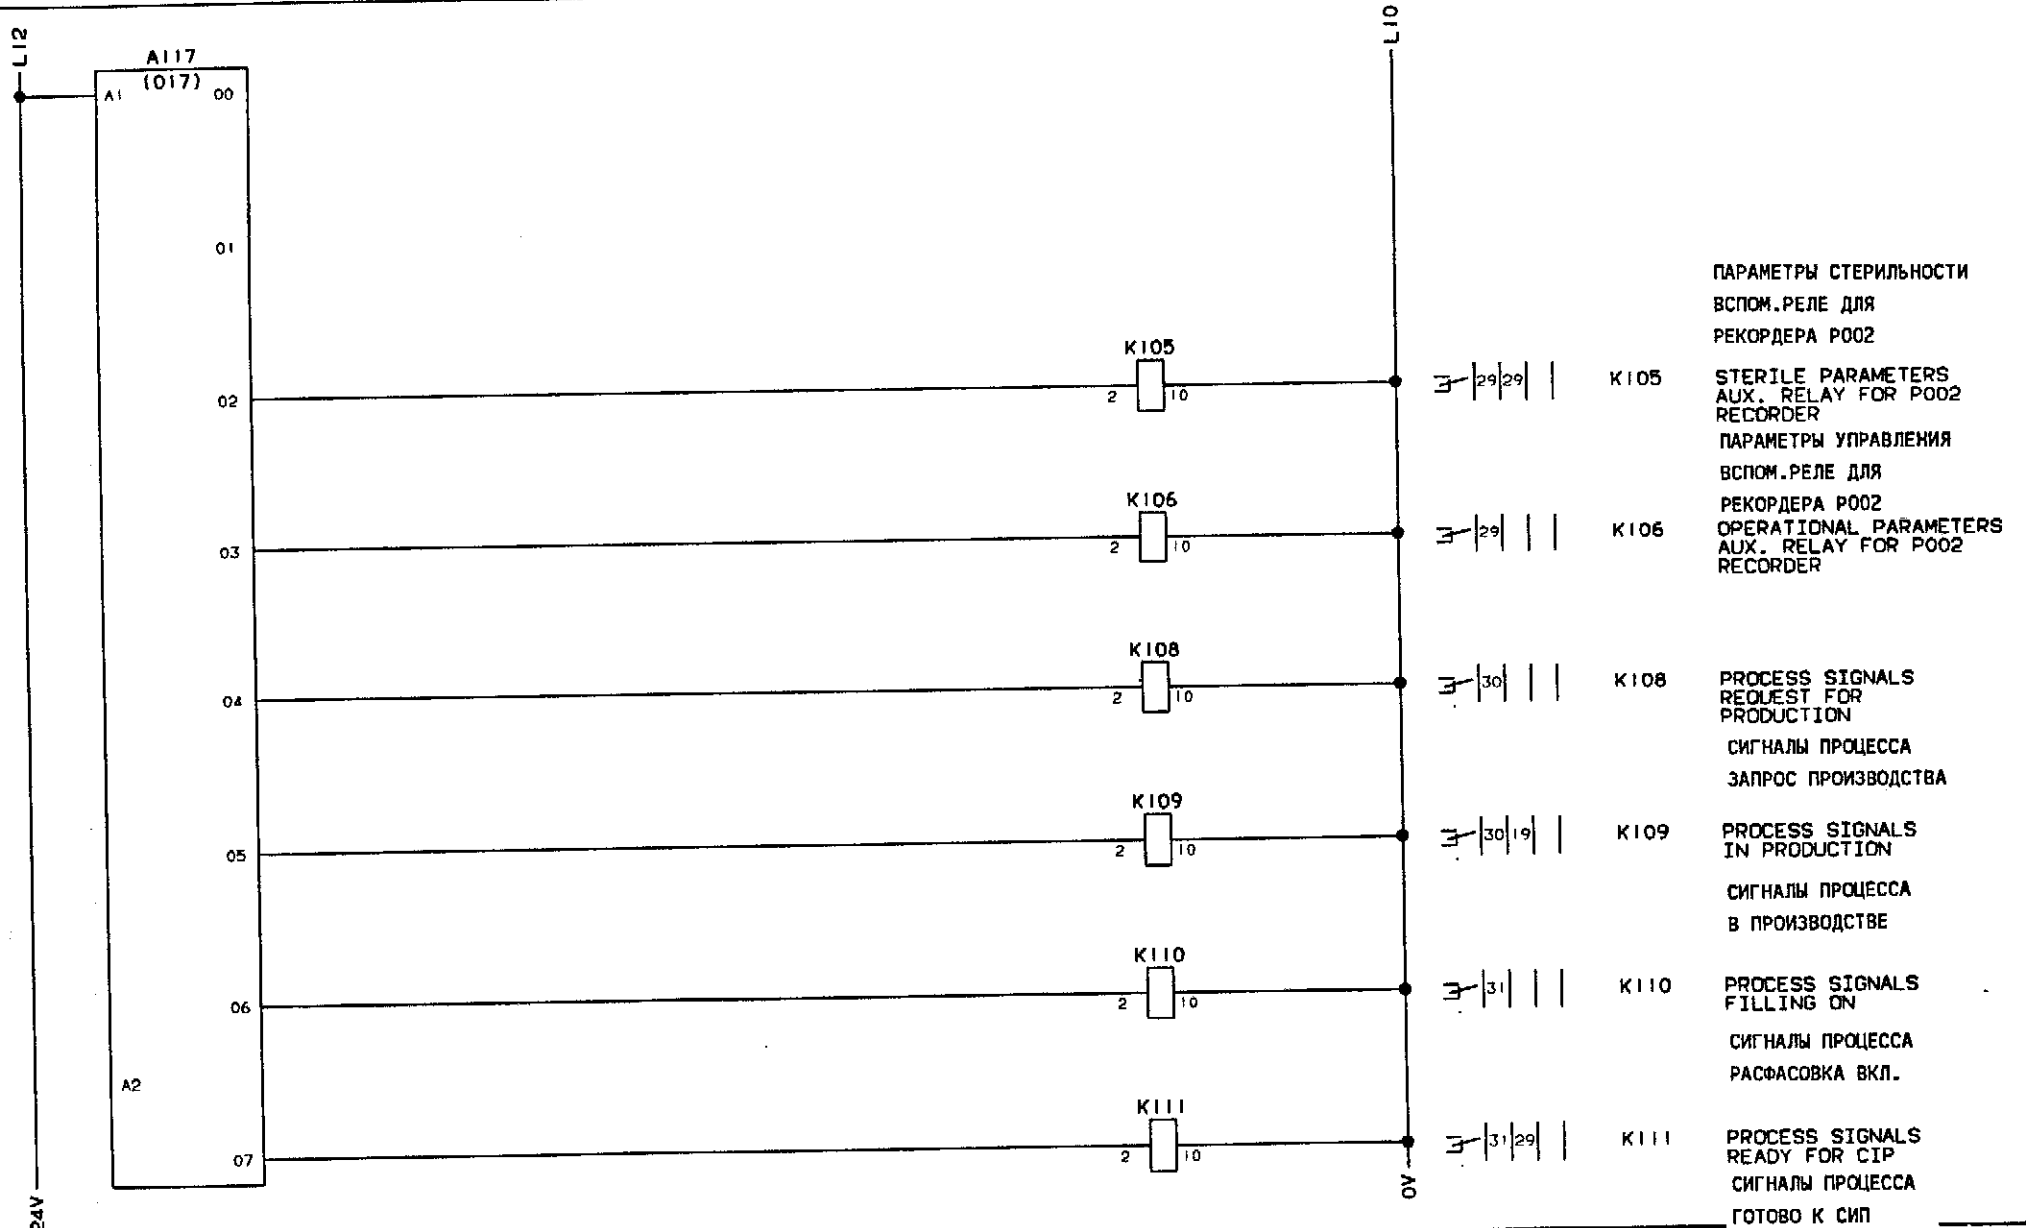 L12
L10
A117
(017)
A1
00
01
ПАРАМЕТРЫ СТЕРИЛЬНОСТИ
ВСПОМ.РЕЛЕ ДЛЯ
РЕКОРДЕРА P002
K105
02
2
10
29 29
K105
STERILE PARAMETERS
AUX. RELAY FOR P002
RECORDER
ПАРАМЕТРЫ УПРАВЛЕНИЯ
ВСПОМ.РЕЛЕ ДЛЯ
РЕКОРДЕРА P002
K106
03
2
10
29
K106
OPERATIONAL PARAMETERS
AUX. RELAY FOR P002
RECORDER
K108
04
2
10
30
K108
PROCESS SIGNALS
REQUEST FOR
PRODUCTION
СИГНАЛЫ ПРОЦЕССА
ЗАПРОС ПРОИЗВОДСТВА
K109
05
2
10
30 19
K109
PROCESS SIGNALS
IN PRODUCTION
СИГНАЛЫ ПРОЦЕССА
В ПРОИЗВОДСТВЕ
K110
06
2
10
31
K110
PROCESS SIGNALS
FILLING ON
СИГНАЛЫ ПРОЦЕССА
РАСФАСОВКА ВКЛ.
A2
K111
07
2
10
31 29
K111
PROCESS SIGNALS
READY FOR CIP
СИГНАЛЫ ПРОЦЕССА
ГОТОВО К СИП
24V
0V